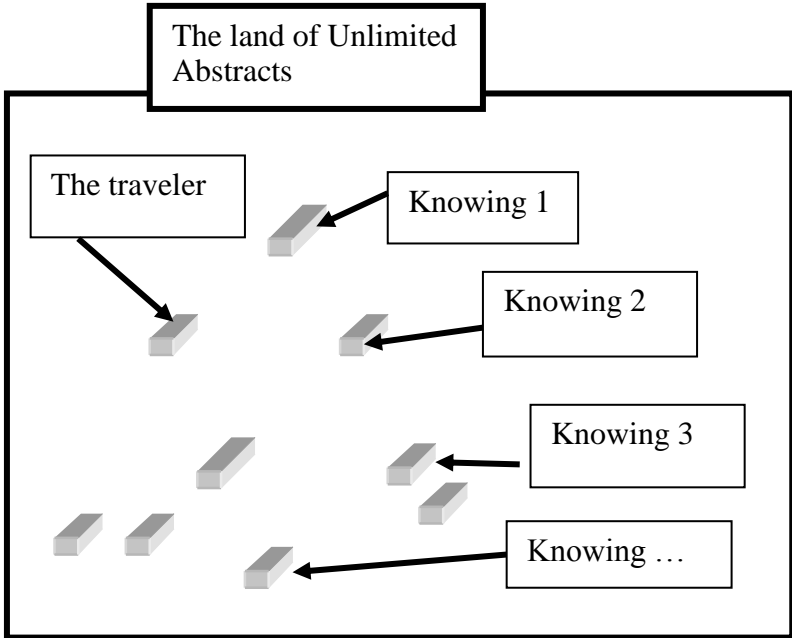 The land of Unlimited
Abstracts
The traveler
Knowing 1
Knowing 2
Knowing 3
Knowing …